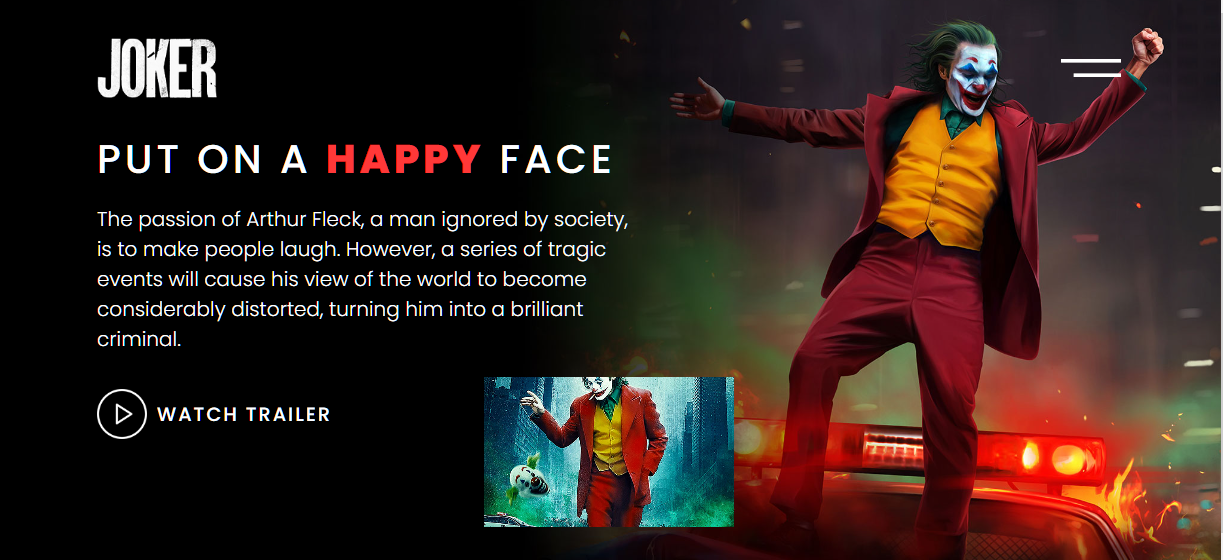 JOKER
PUT ON A HAPPY FACE
The passion of Arthur Fleck, a man ignored by society,
is to make people laugh. However, a series of tragic
events will cause his view of the world to become
considerably distorted, turning him into a brilliant
criminal.
WATCH TRAILER